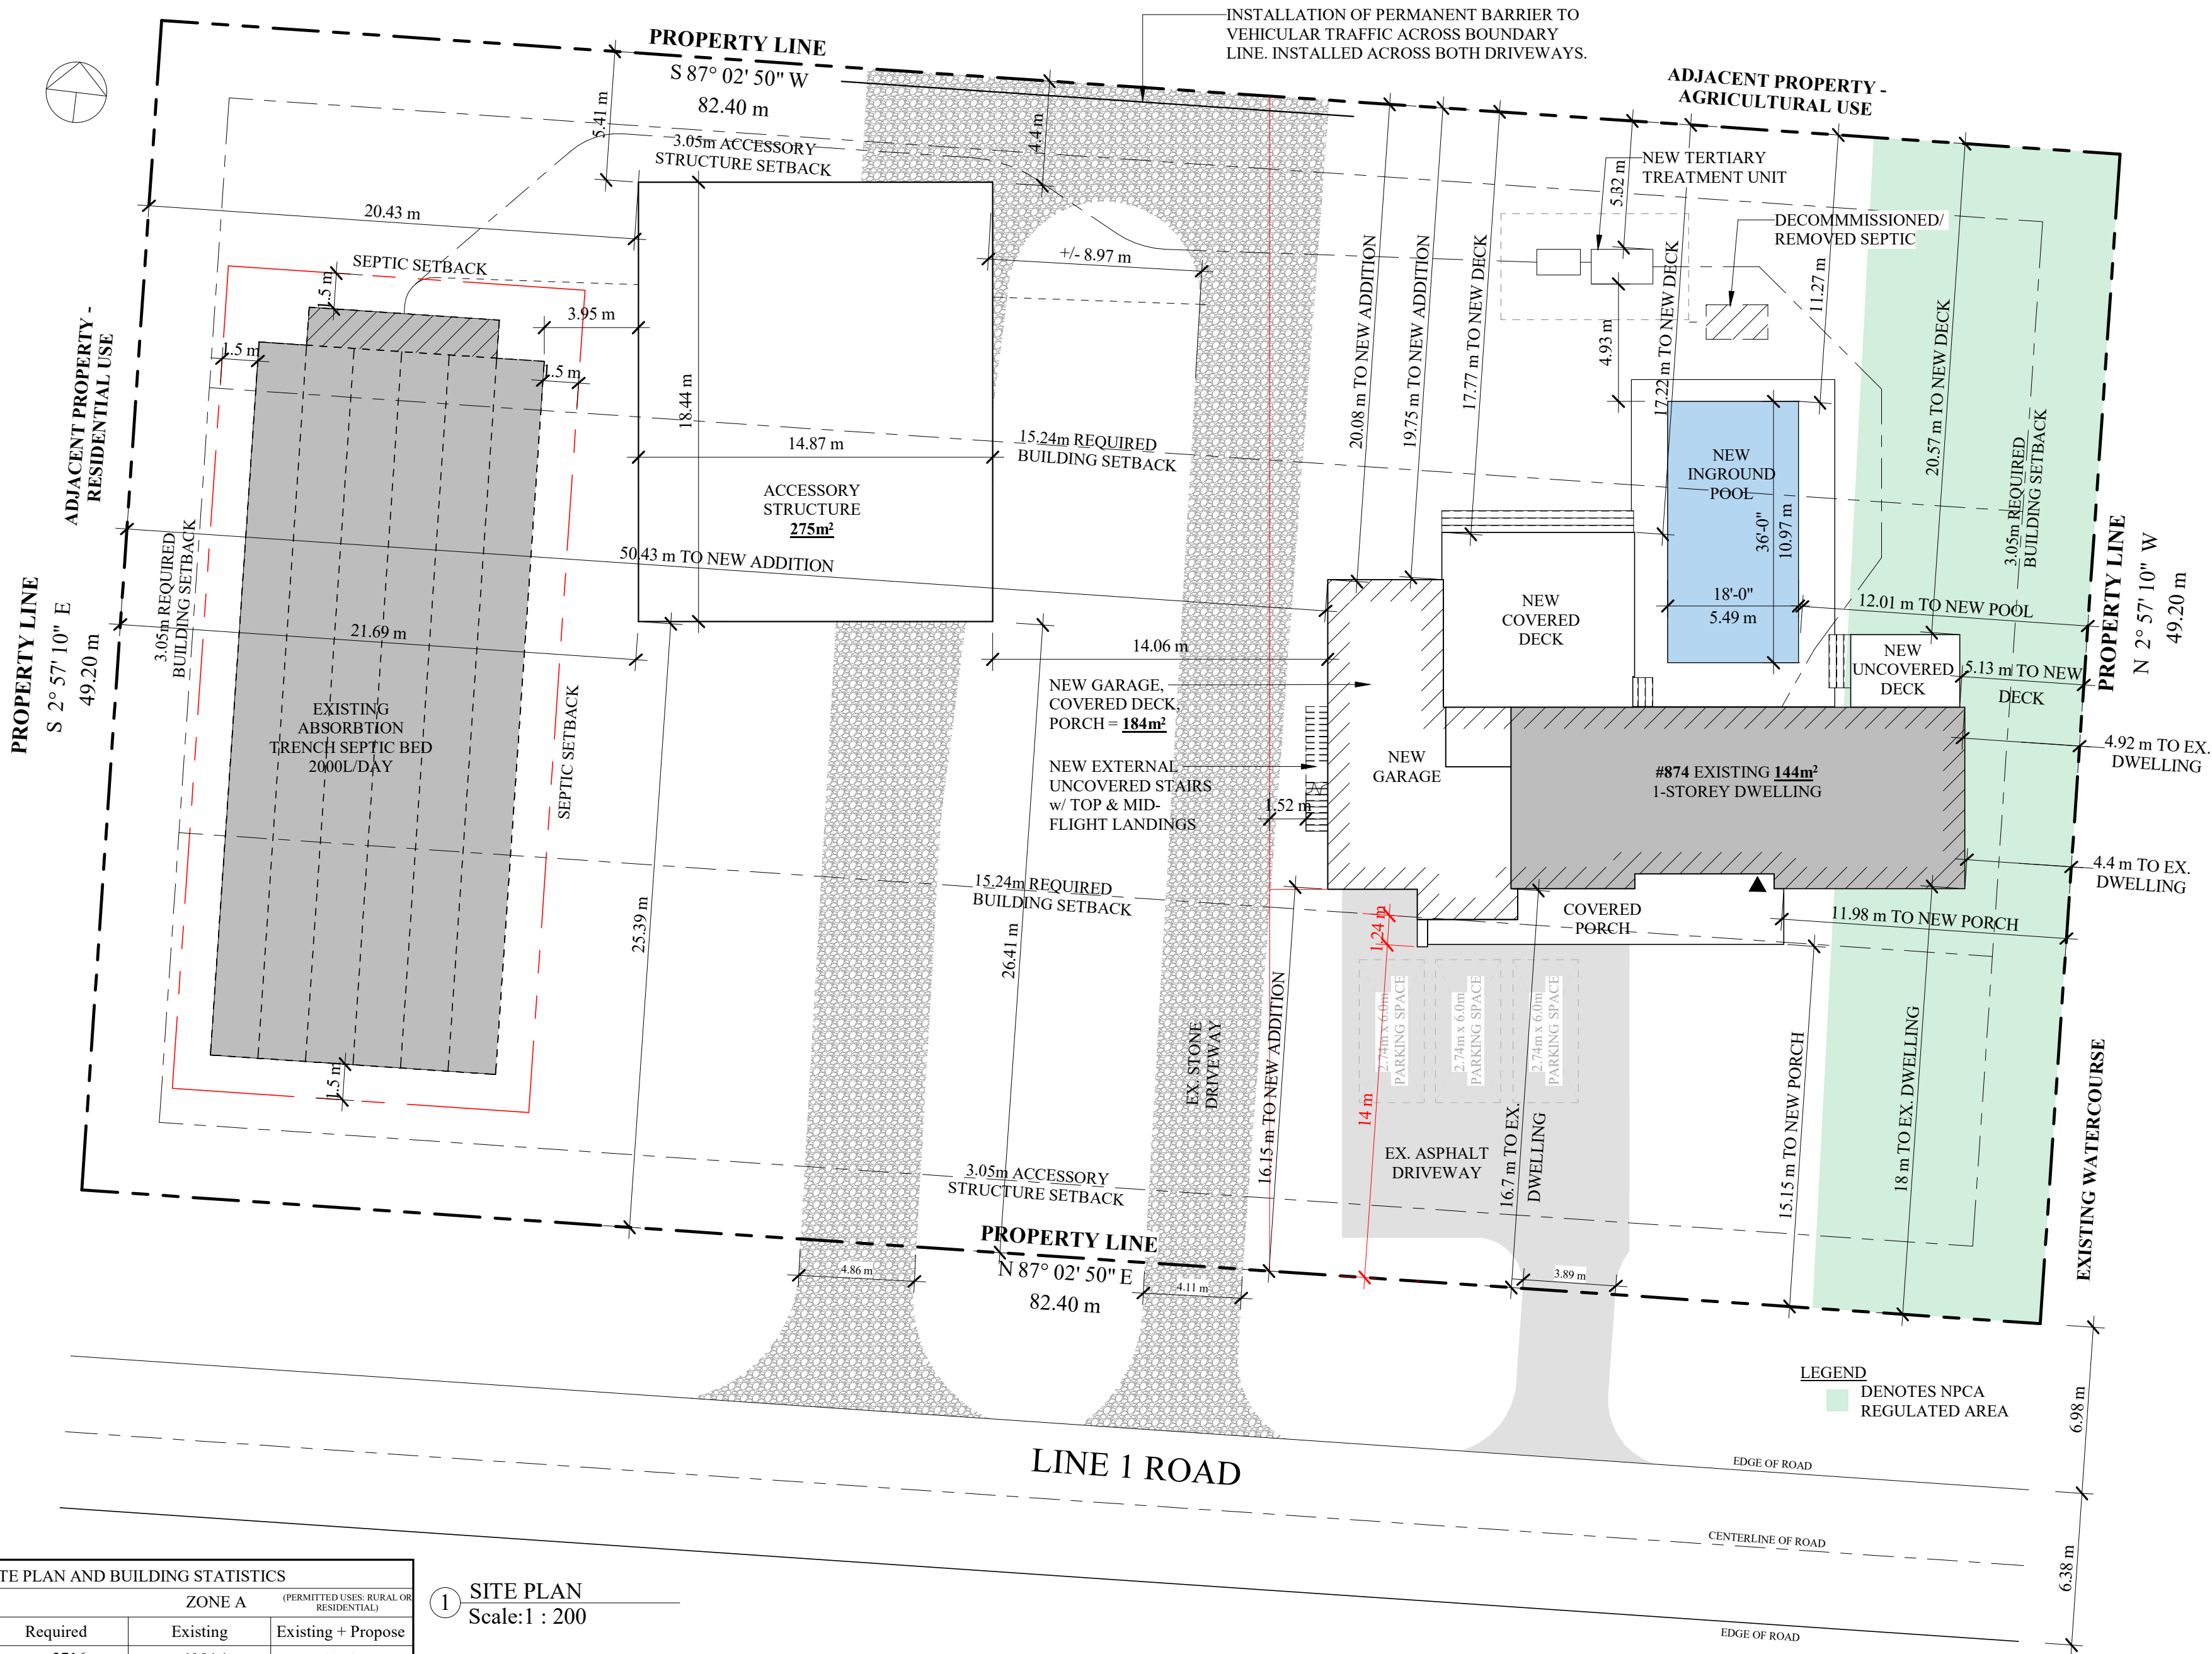 INSTALLATION OF PERMANENT BARRIER TO
VEHICULAR TRAFFIC ACROSS BOUNDARY
LINE. INSTALLED ACROSS BOTH DRIVEWAYS.
PROPERTY LINE
S 87° 02' 50" W
82.40 m
ADJACENT PROPERTY -
AGRICULTURAL USE
5.41 m
4.4 m
3.05m ACCESSORY
STRUCTURE SETBACK
NEW TERTIARY
TREATMENT UNIT
5.32 m
DECOMMMISSIONED/
REMOVED SEPTIC
20.43 m
+/- 8.97 m
SEPTIC SETBACK
1.5 m
3.95 m
1.5 m
1.5 m
20.08 m TO NEW ADDITION
19.75 m TO NEW ADDITION
17.77 m TO NEW DECK
4.93 m
17.22 m TO NEW DECK
11.27 m
20.57 m TO NEW DECK
3.05m REQUIRED
BUILDING SETBACK
ADJACENT PROPERTY -
RESIDENTIAL USE
18.44 m
14.87 m
15.24m REQUIRED
BUILDING SETBACK
ACCESSORY
STRUCTURE
275m²
NEW
INGROUND
POOL
36'-0"
10.97 m
18'-0"
5.49 m
50.43 m TO NEW ADDITION
3.05m REQUIRED
BUILDING SETBACK
PROPERTY LINE
S 2° 57' 10" E
49.20 m
21.69 m
NEW
COVERED
DECK
12.01 m TO NEW POOL
PROPERTY LINE
N 2° 57' 10" W
49.20 m
14.06 m
NEW
UNCOVERED
DECK
5.13 m TO NEW
DECK
NEW GARAGE,
COVERED DECK,
PORCH = 184m²
EXISTING
ABSORBTION
TRENCH SEPTIC BED
2000L/DAY
SEPTIC SETBACK
NEW EXTERNAL
UNCOVERED STAIRS
w/ TOP & MID-
FLIGHT LANDINGS
NEW
GARAGE
#874 EXISTING 144m²
1-STOREY DWELLING
4.92 m TO EX.
DWELLING
1.52 m
4.4 m TO EX.
DWELLING
15.24m REQUIRED
BUILDING SETBACK
COVERED
PORCH
11.98 m TO NEW PORCH
25.39 m
26.41 m
1.24 m
2.74m x 6.0m
PARKING SPACE
2.74m x 6.0m
PARKING SPACE
2.74m x 6.0m
PARKING SPACE
EX. STONE
DRIVEWAY
16.15 m TO NEW ADDITION
14 m
1.5 m
EX. ASPHALT
DRIVEWAY
16.7 m TO EX.
DWELLING
15.15 m TO NEW PORCH
18 m TO EX. DWELLING
EXISTING WATERCOURSE
3.05m ACCESSORY
STRUCTURE SETBACK
PROPERTY LINE
N 87° 02' 50" E
82.40 m
4.86 m
4.11 m
3.89 m
LEGEND
DENOTES NPCA
REGULATED AREA
6.98 m
LINE 1 ROAD
EDGE OF ROAD
CENTERLINE OF ROAD
6.38 m
EDGE OF ROAD
1
SITE PLAN
Scale:1 : 200
TE PLAN AND BUILDING STATISTICS
ZONE A
(PERMITTED USES: RURAL OR
RESIDENTIAL)
Required
Existing
Existing + Propose